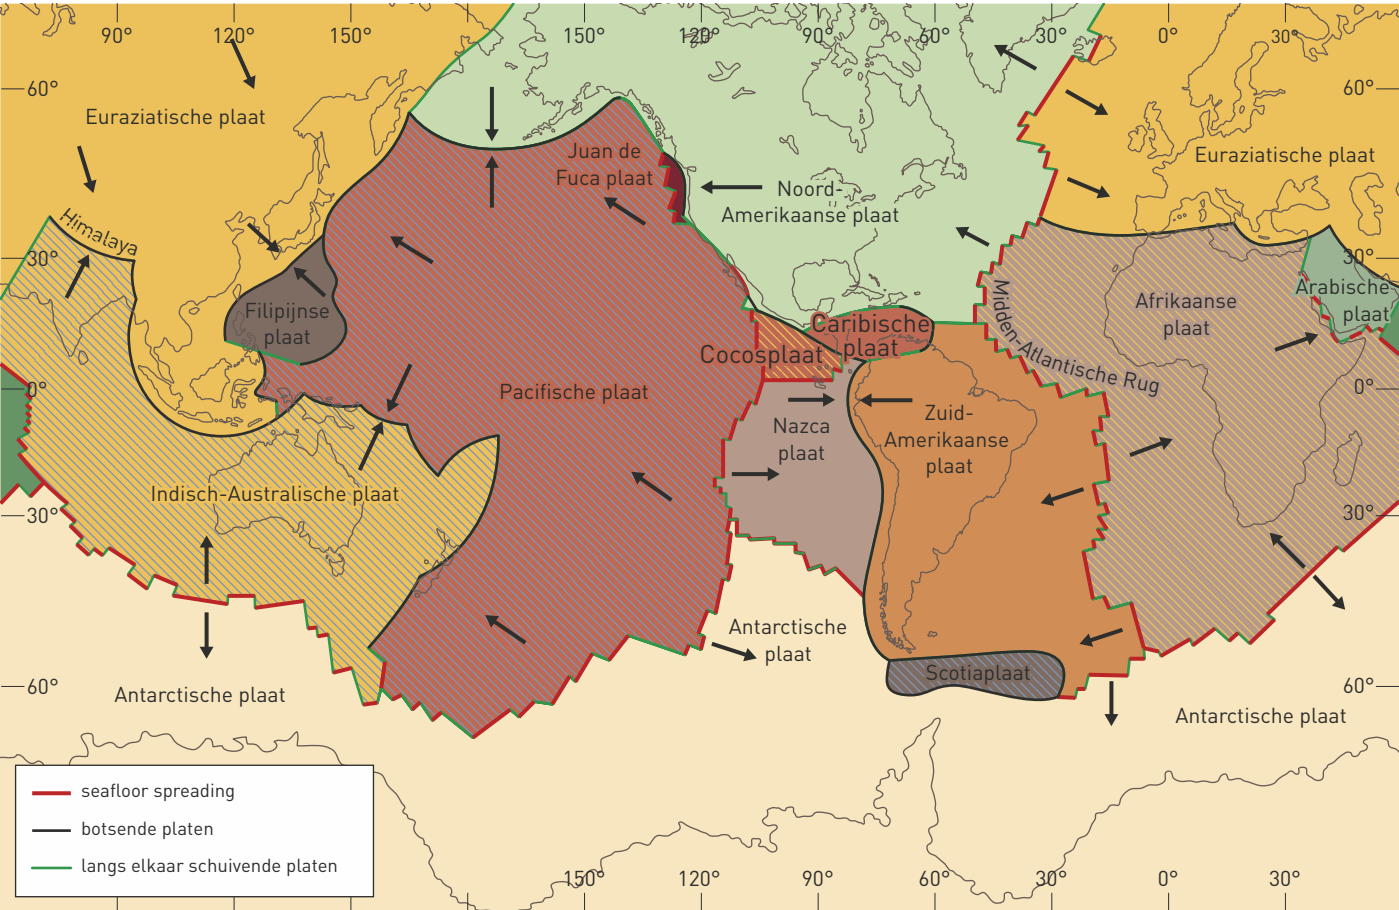 90°
120°
150°
150°
120°
90°
60°
30°
0°
30°
60°
60°
Euraziatische plaat
Euraziatische plaat
Juan de
Fuca plaat
Noord-
Amerikaanse plaat
Himalaya
30°
30°
Filipijnse
plaat
Midden-Atlantische Rug
Afrikaanse
plaat
Arabische
plaat
Caribische
plaat
Cocosplaat
0°
0°
Pacifische plaat
Nazca
plaat
Zuid-
Amerikaanse
plaat
Indisch-Australische plaat
30°
30°
Antarctische
plaat
Scotiaplaat
60°
60°
Antarctische plaat
Antarctische plaat
seafloor spreading
botsende platen
langs elkaar schuivende platen
150°
120°
90°
60°
30°
0°
30°